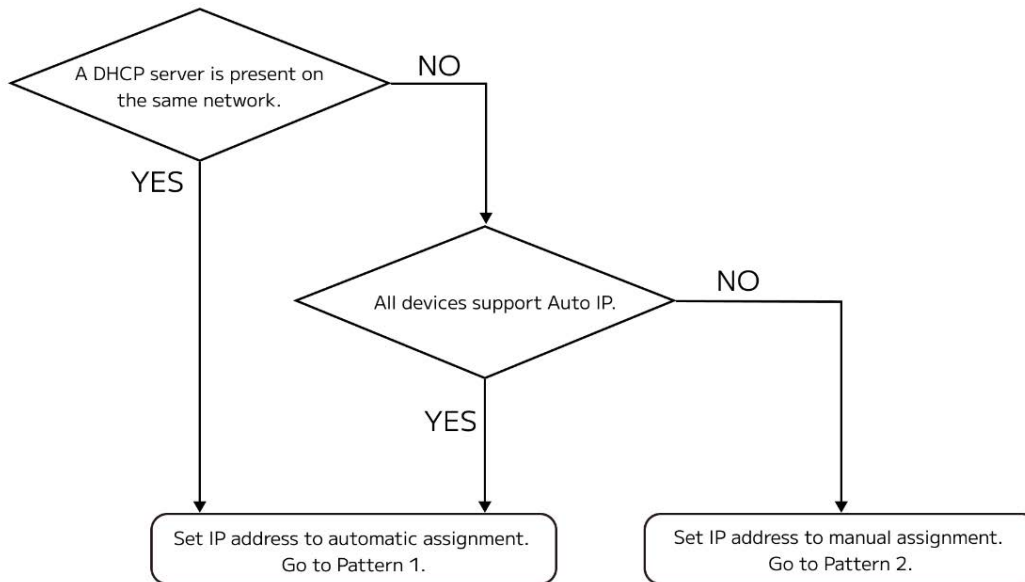 A DHCP server is present on
the same network.
NO
YES
All devices support Auto IP.
NO
YES
Set IP address to automatic assignment.
Go to Pattern 1.
Set IP address to manual assignment.
Go to Pattern 2.